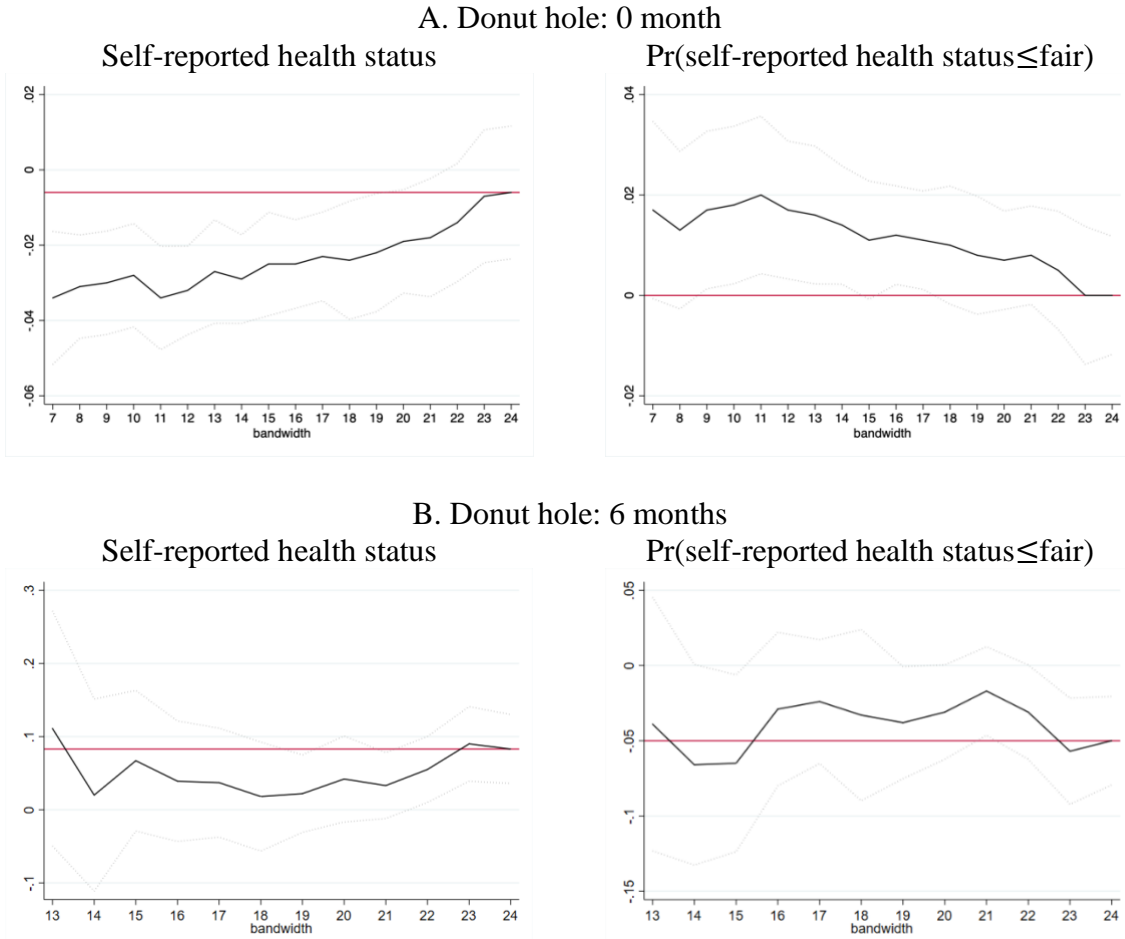 A. Donut hole: 0 month
Self-reported health status
Pr(self-reported health status≤fair)
.02
0
-.02
-.04
-.06
7 8 9 10 11 12 13 14 15 16 17 18 19 20 21 22 23 24
bandwidth
.04
.02
0
-.02
7 8 9 10 11 12 13 14 15 16 17 18 19 20 21 22 23 24
bandwidth
B. Donut hole: 6 months
Self-reported health status
Pr(self-reported health status≤fair)
.3
.2
.1
0
-.1
13 14 15 16 17 18 19 20 21 22 23 24
bandwidth
.05
0
-.05
-.1
-.15
13 14 15 16 17 18 19 20 21 22 23 24
bandwidth